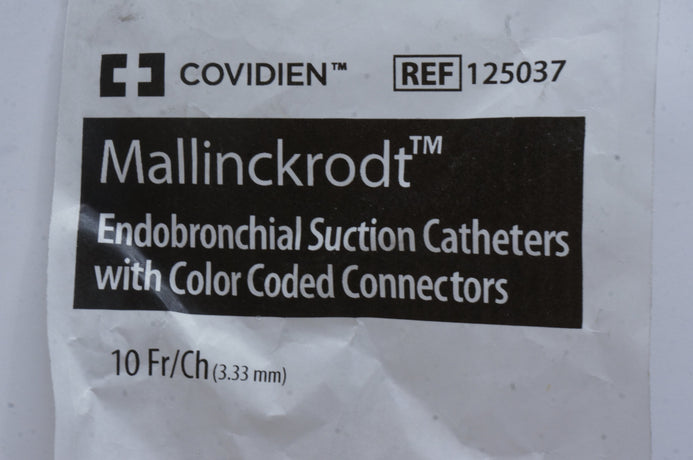 COVIDIEN™ REF 125037
Mallinckrodt™
Endobronchial Suction Catheters
with Color Coded Connectors
10 Fr/Ch (3.33 mm)